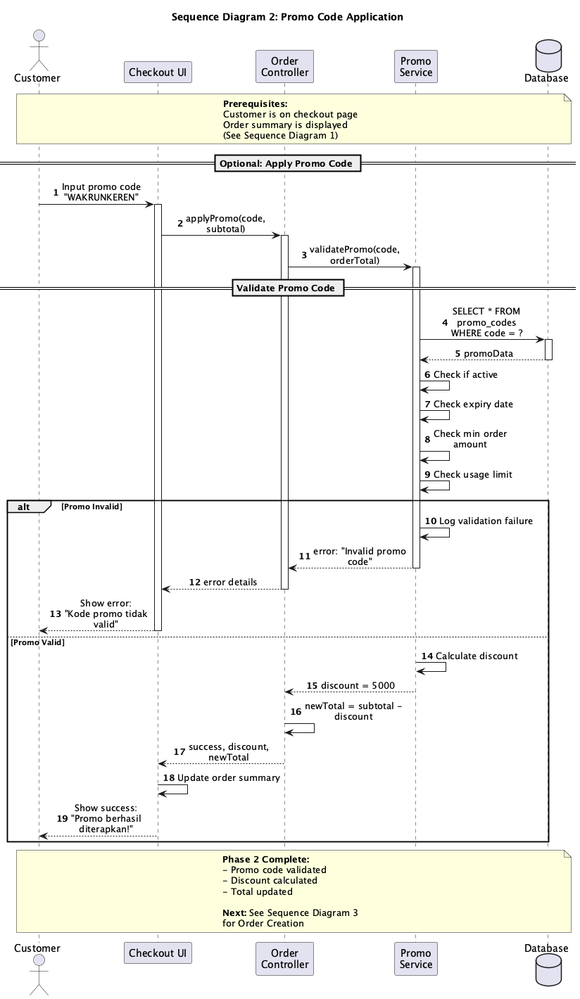 Sequence Diagram 2: Promo Code Application
Customer
Checkout UI
Order
Controller
Promo
Service
Database
Prerequisites:
Customer is on checkout page
Order summary is displayed
(See Sequence Diagram 1)
Optional: Apply Promo Code
1 Input promo code
"WAKRUNKEREN"
2 applyPromo(code,
subtotal)
3 validatePromo(code,
orderTotal)
Validate Promo Code
SELECT * FROM
4 promo_codes
WHERE code = ?
5 promoData
6 Check if active
7 Check expiry date
8 Check min order
amount
9 Check usage limit
alt [Promo Invalid]
10 Log validation failure
11 error: "Invalid promo
code"
12 error details
Show error:
13 "Kode promo tidak
valid"
[Promo Valid]
14 Calculate discount
15 discount = 5000
16 newTotal = subtotal –
discount
17 success, discount,
newTotal
18 Update order summary
Show success:
19 "Promo berhasil
diterapkan!"
Phase 2 Complete:
– Promo code validated
– Discount calculated
– Total updated
Next: See Sequence Diagram 3
for Order Creation
Customer
Checkout UI
Order
Controller
Promo
Service
Database